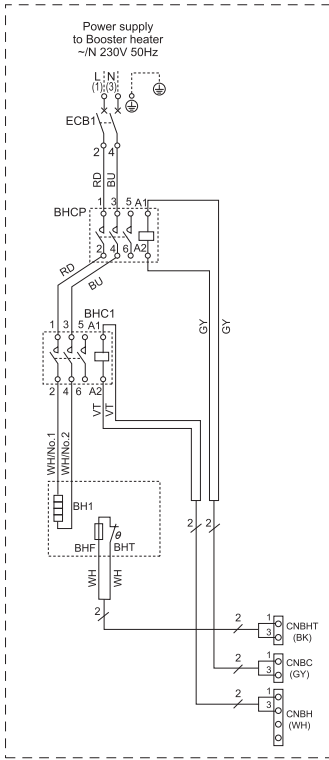 Power supply
to Booster heater
~/N 230V 50Hz
L N
(1) (3)
ECB1
2 4
RD BU
1 3 5 A1
BHCP
2 4 6 A2
RD
BU
GY GY
BHC1
1 3 5 A1
2 4 6 A2
VT VT
WH/No.1 WH/No.2
BH1
θ
BHF BHT
WH WH
2 2
2
2 1
3
CNBHT
(BK)
2 1
3
CNBC
(GY)
2 1
3
CNBH
(WH)